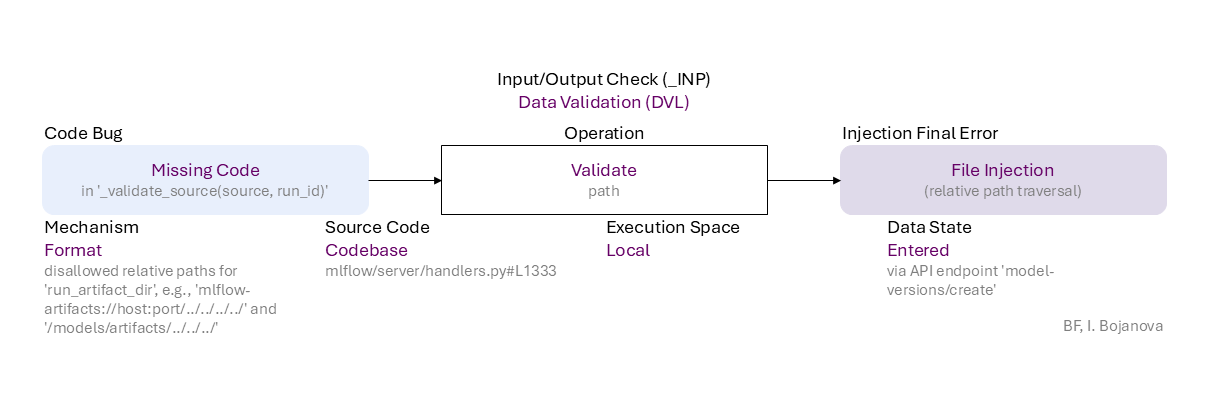 Input/Output Check (_INP)
Data Validation (DVL)
Code Bug
Operation
Injection Final Error
Missing Code
in '_validate_source(source, run_id)'
Validate
path
File Injection
(relative path traversal)
Mechanism
Format
disallowed relative paths for
'run_artifact_dir', e.g., 'mlflow-
artifacts://host:port/../../../../' and
'/models/artifacts/../../../'
Source Code
Codebase
mlflow/server/handlers.py#L1333
Execution Space
Local
Data State
Entered
via API endpoint 'model-
versions/create'
BF, I. Bojanova